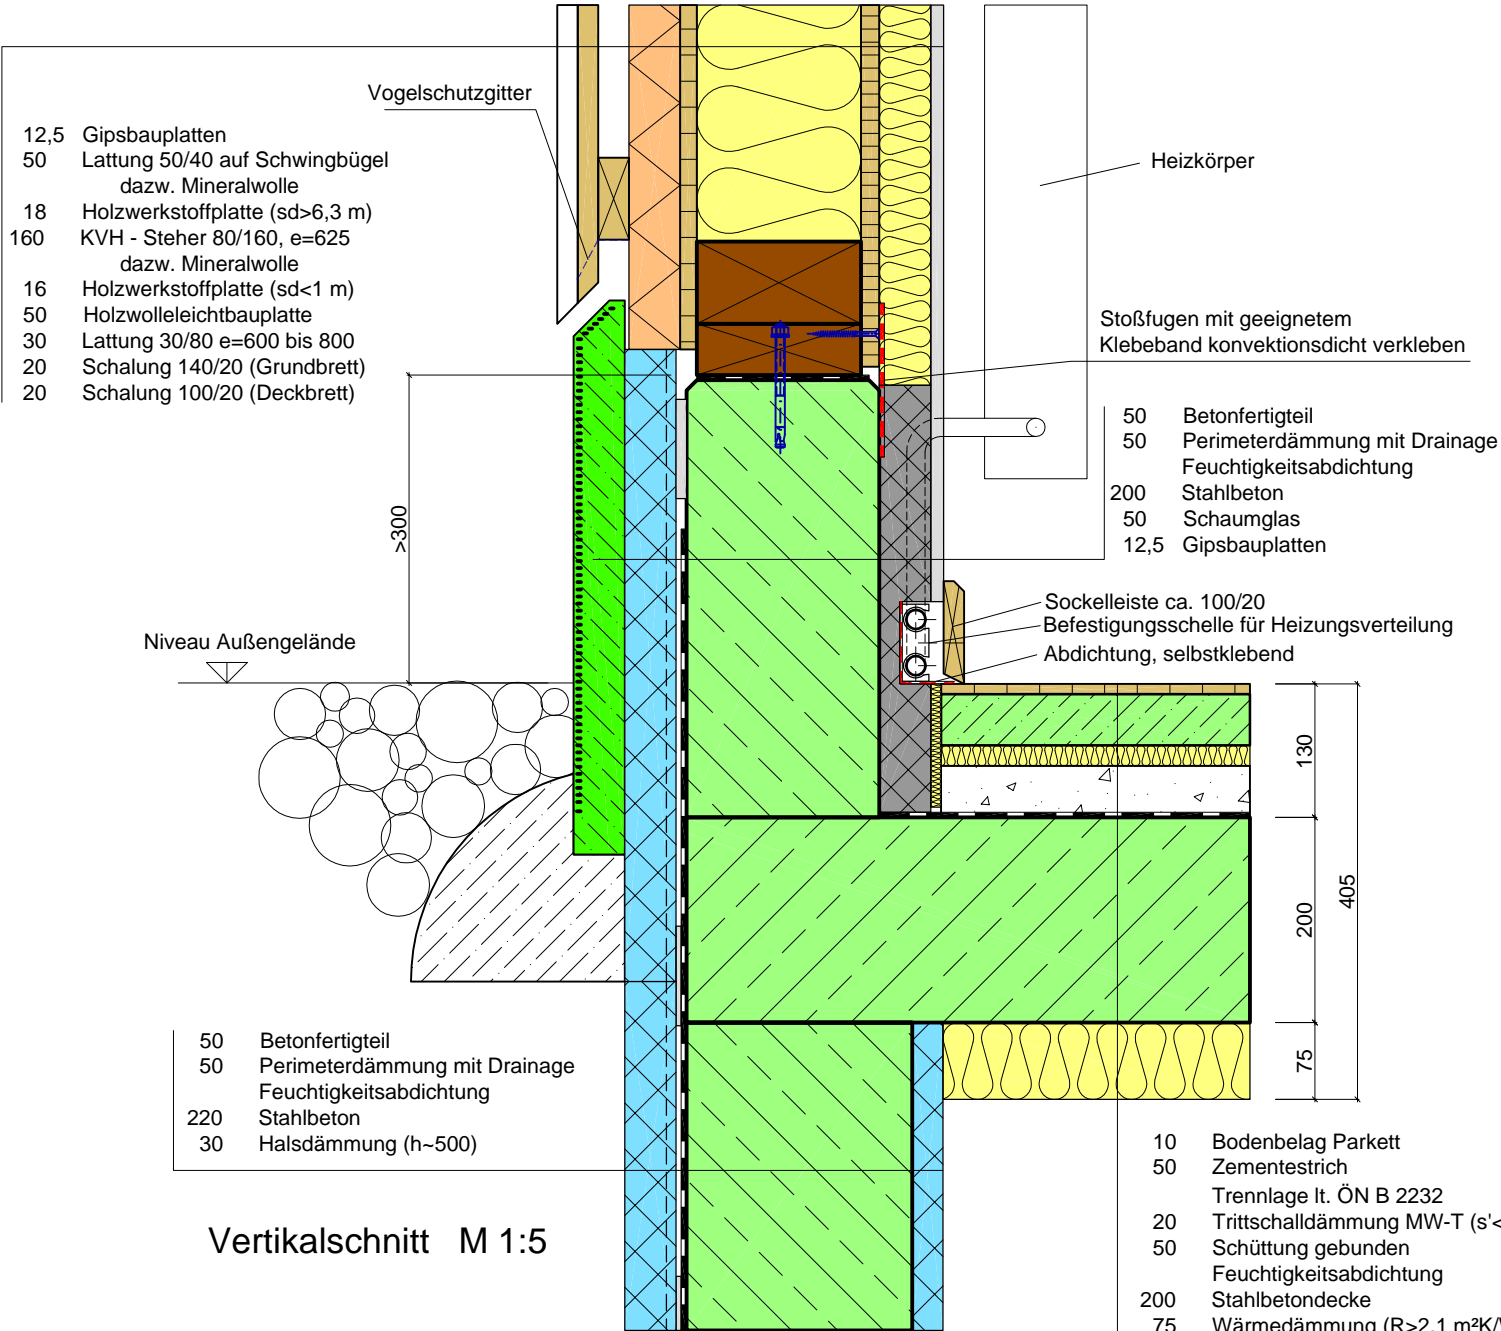 Vogelschutzgitter
12,5 Gipsbauplatten
50 Lattung 50/40 auf Schwingbügel
dazw. Mineralwolle
18 Holzwerkstoffplatte (sd>6,3 m)
160 KVH - Steher 80/160, e=625
dazw. Mineralwolle
16 Holzwerkstoffplatte (sd<1 m)
50 Holzwolleleichtbauplatte
30 Lattung 30/80 e=600 bis 800
20 Schalung 140/20 (Grundbrett)
20 Schalung 100/20 (Deckbrett)
Heizkörper
Stoßfugen mit geeignetem
Klebeband konvektionsdicht verkleben
50 Betonfertigteil
50 Perimeterdämmung mit Drainage
Feuchtigkeitsabdichtung
200 Stahlbeton
50 Schaumglas
12,5 Gipsbauplatten
>300
Sockelleiste ca. 100/20
Befestigungsschelle für Heizungsverteilung
Abdichtung, selbstklebend
Niveau Außengelände
130
200
405
75
50 Betonfertigteil
50 Perimeterdämmung mit Drainage
Feuchtigkeitsabdichtung
220 Stahlbeton
30 Halsdämmung (h~500)
10 Bodenbelag Parkett
50 Zementestrich
Trennlage lt. ÖN B 2232
20 Trittschalldämmung MW-T (s'<
50 Schüttung gebunden
Feuchtigkeitsabdichtung
200 Stahlbetondecke
75 Wärmedämmung (R>2,1 m²K/
Vertikalschnitt M 1:5